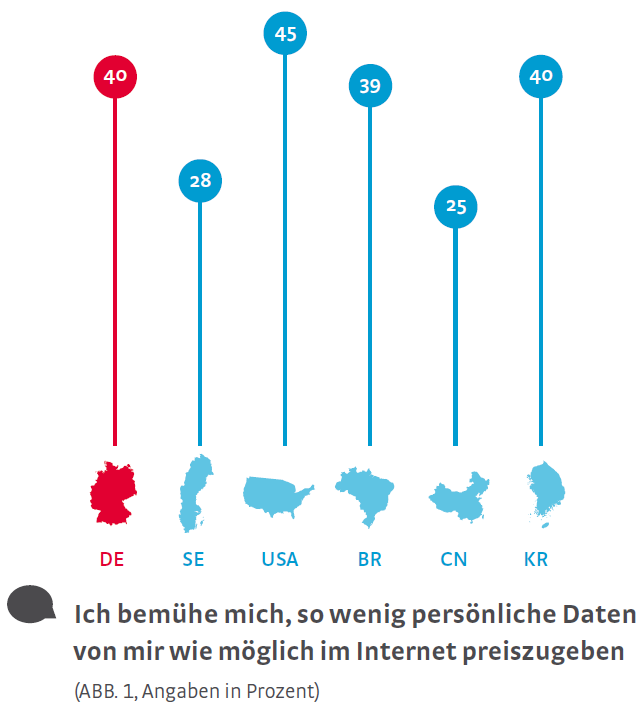 40
28
45
39
25
40
DE SE USA BR CN KR
Ich bemühe mich, so wenig persönliche Daten
von mir wie möglich im Internet preiszugeben
(ABB. 1, Angaben in Prozent)